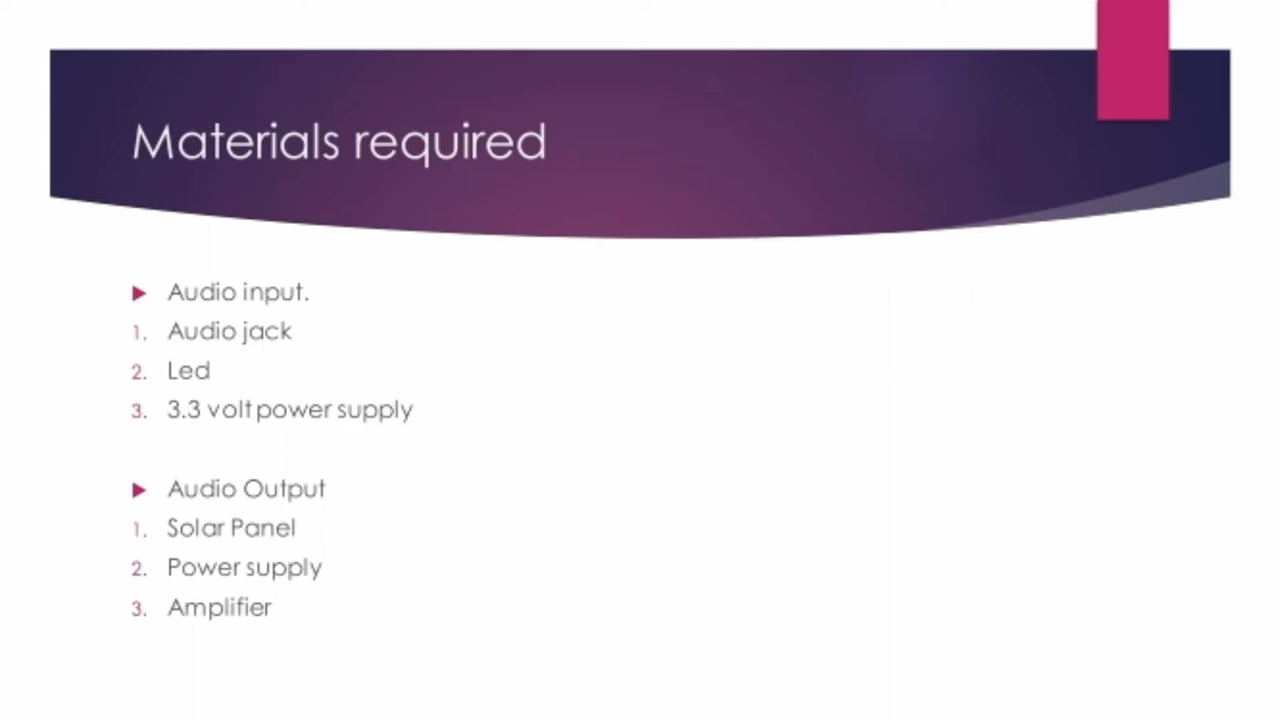 Materials required
Audio input.
1. Audio jack
2. Led
3. 3.3 volt power supply
Audio Output
1. Solar Panel
2. Power supply
3. Amplifier